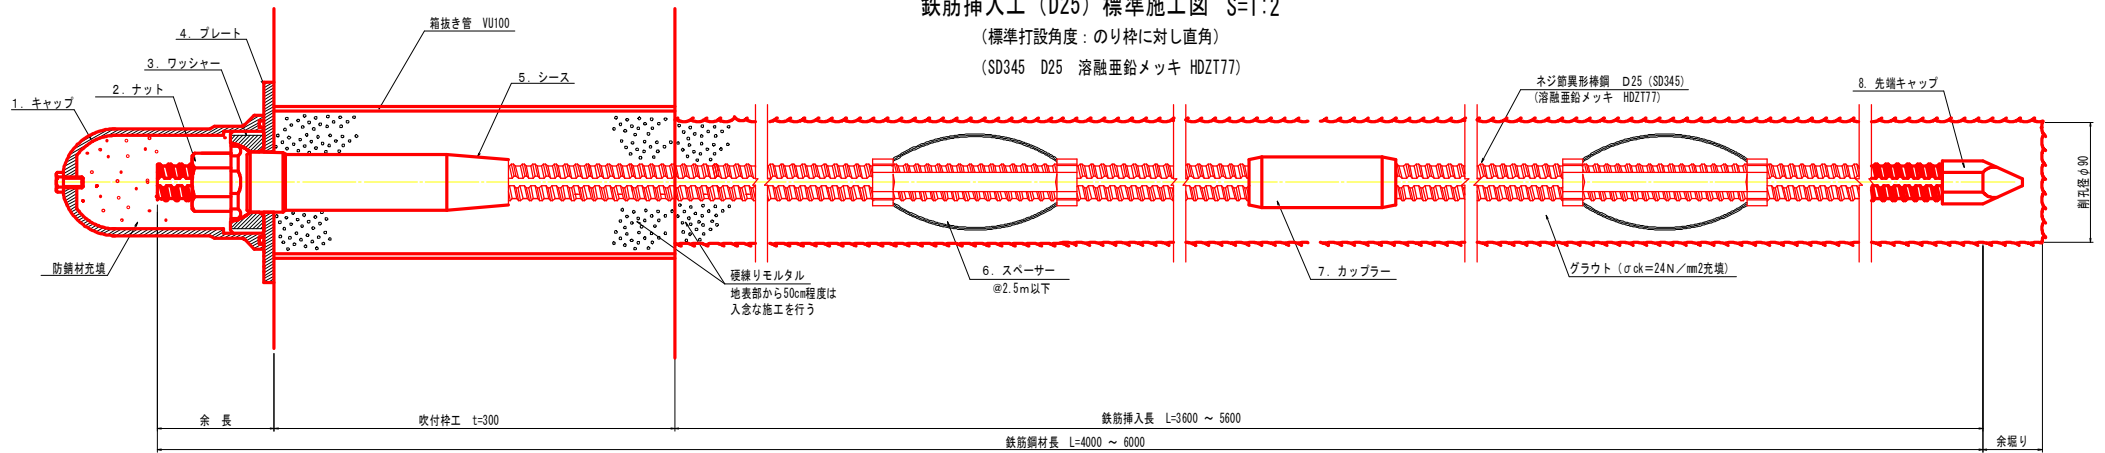 鉄筋挿入工（D25）標準施工図 S=1:2
（標準打設角度：のり枠に対し直角）
（SD345 D25 溶融亜鉛メッキ HDZT77）
箱抜き管 VU100
4. プレート
3. ワッシャー
2. ナット
1. キャップ
5. シース
ネジ節異形棒鋼 D25（SD345）
（溶融亜鉛メッキ HDZT77）
8. 先端キャップ
削孔径φ90
防錆材充填
硬練りモルタル
地表部から50cm程度は
入念な施工を行う
6. スペーサー
@2.5m以下
7. カップラー
グラウト（σck=24N／mm2充填）
余 長
吹付枠工 t=300
鉄筋挿入長 L=3600 ～ 5600
鉄筋鋼材長 L=4000 ～ 6000
余堀り